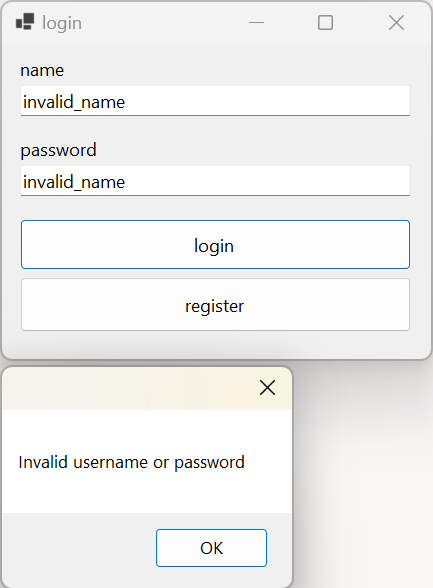 login
name
invalid_name
password
invalid_name
login
register
Invalid username or password
OK